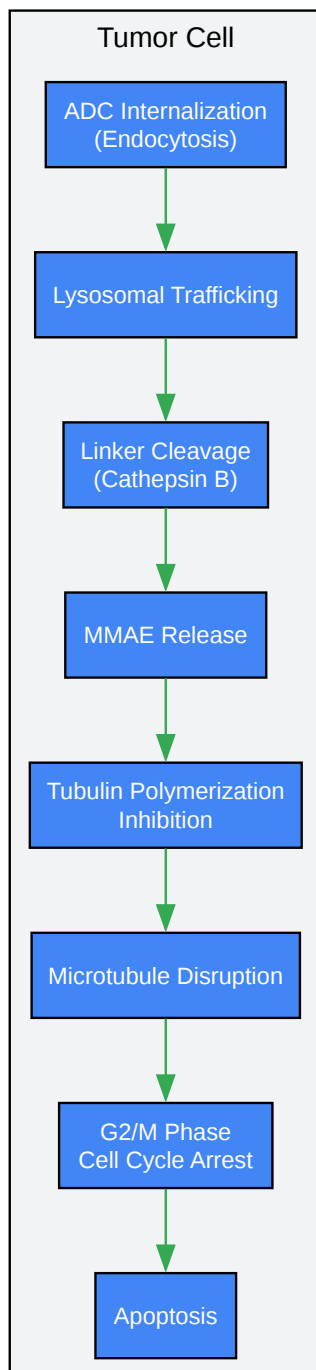 Tumor Cell
ADC Internalization
(Endocytosis)
Lysosomal Trafficking
Linker Cleavage
(Cathepsin B)
MMAE Release
Tubulin Polymerization
Inhibition
Microtubule Disruption
G2/M Phase
Cell Cycle Arrest
Apoptosis